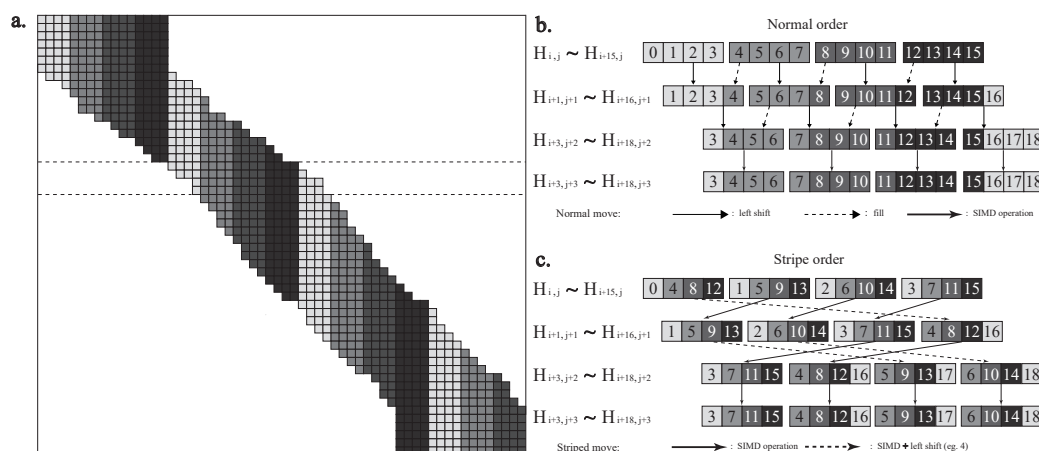 a.
b.
Normal order
H i,j ~ H i+15,j
0 1 2 3 4 5 6 7 8 9 10 11 12 13 14 15
H i+1, j+1 ~ H i+16, j+1
1 2 3 4 5 6 7 8 9 10 11 12 13 14 15 16
H i+3, j+2 ~ H i+18, j+2
3 4 5 6 7 8 9 10 11 12 13 14 15 16 17 18
H i+3, j+3 ~ H i+18, j+3
3 4 5 6 7 8 9 10 11 12 13 14 15 16 17 18
Normal move: : left shift : fill : SIMD operation
c.
Stripe order
H i,j ~ H i+15,j
0 4 8 12 1 5 9 13 2 6 10 14 3 7 11 15
H i+1, j+1 ~ H i+16, j+1
1 5 9 13 2 6 10 14 3 7 11 15 4 8 12 16
H i+3, j+2 ~ H i+18, j+2
3 7 11 15 4 8 12 16 5 9 13 17 6 10 14 18
H i+3, j+3 ~ H i+18, j+3
3 7 11 15 4 8 12 16 5 9 13 17 6 10 14 18
Striped move: : SIMD operation : SIMD + left shift (eg. 4)